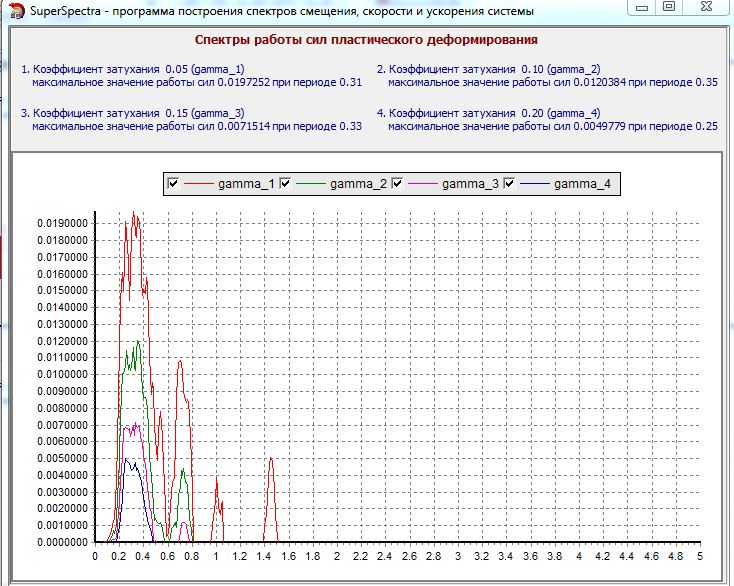 SuperSpectra - программа построения спектров смещения, скорости и ускорения системы
Спектры работы сил пластического деформирования
1. Коэффициент затухания 0.05 (gamma_1)
максимальное значение работы сил 0.0197252 при периоде 0.31
2. Коэффициент затухания 0.10 (gamma_2)
максимальное значение работы сил 0.0120384 при периоде 0.35
3. Коэффициент затухания 0.15 (gamma_3)
максимальное значение работы сил 0.0071514 при периоде 0.33
4. Коэффициент затухания 0.20 (gamma_4)
максимальное значение работы сил 0.0049779 при периоде 0.25
gamma_1 gamma_2 gamma_3 gamma_4
0.0190000
0.0180000
0.0170000
0.0160000
0.0150000
0.0140000
0.0130000
0.0120000
0.0110000
0.0100000
0.0090000
0.0080000
0.0070000
0.0060000
0.0050000
0.0040000
0.0030000
0.0020000
0.0010000
0.0000000
0 0.2 0.4 0.6 0.8 1 1.2 1.4 1.6 1.8 2 2.2 2.4 2.6 2.8 3 3.2 3.4 3.6 3.8 4 4.2 4.4 4.6 4.8 5